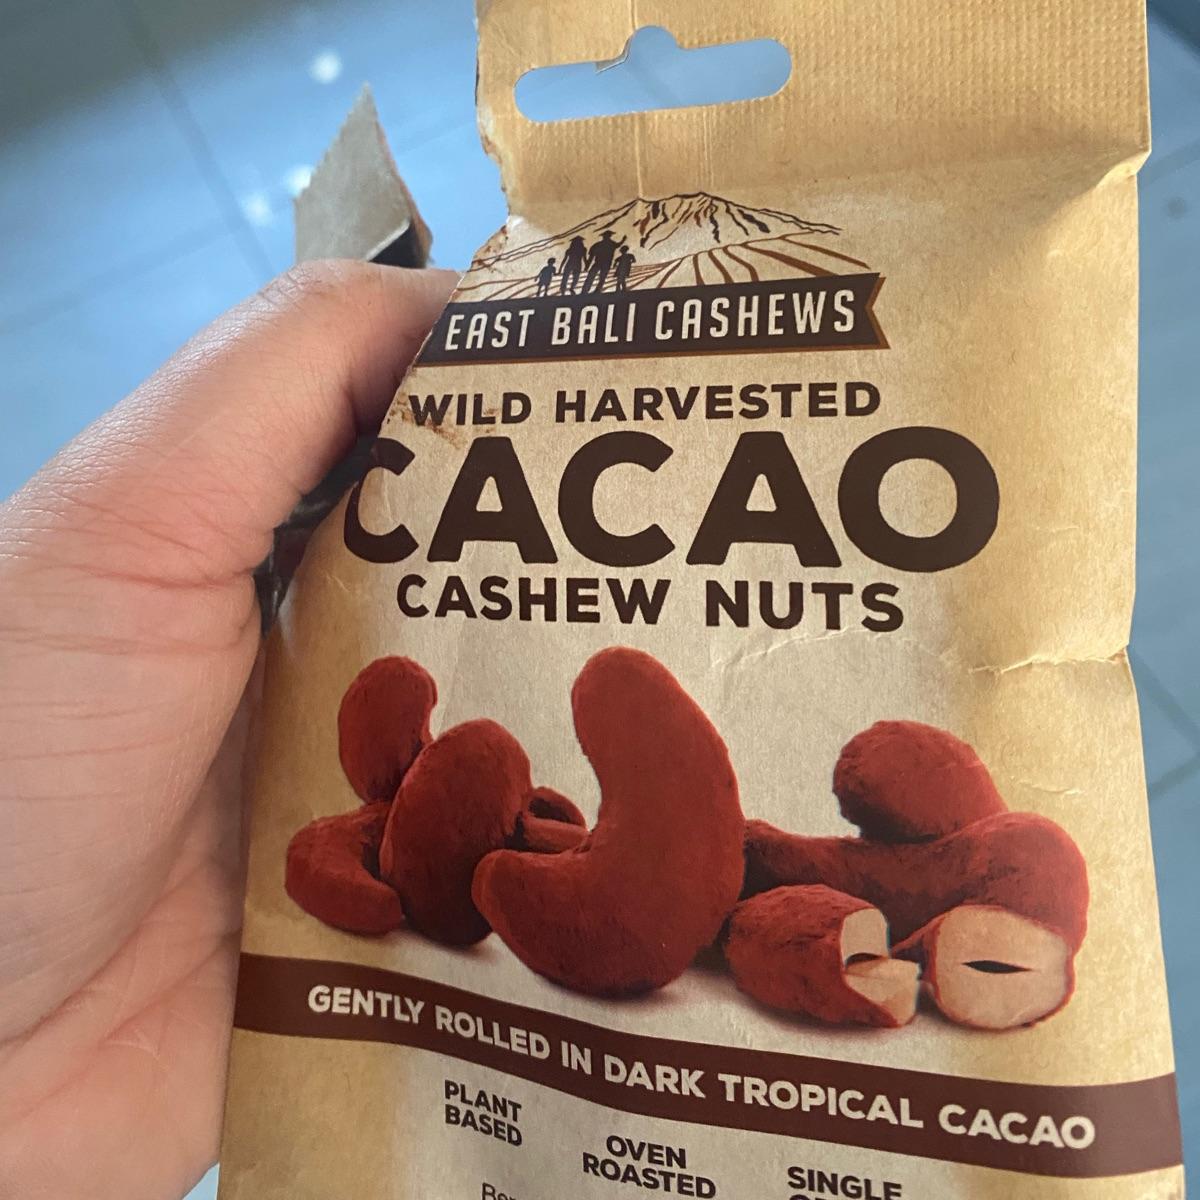 EAST BALI CASHEWS
WILD HARVESTED
CACAO
CASHEW NUTS
GENTLY ROLLED IN DARK TROPICAL CACAO
PLANT
BASED
OVEN
ROASTED
SINGLE